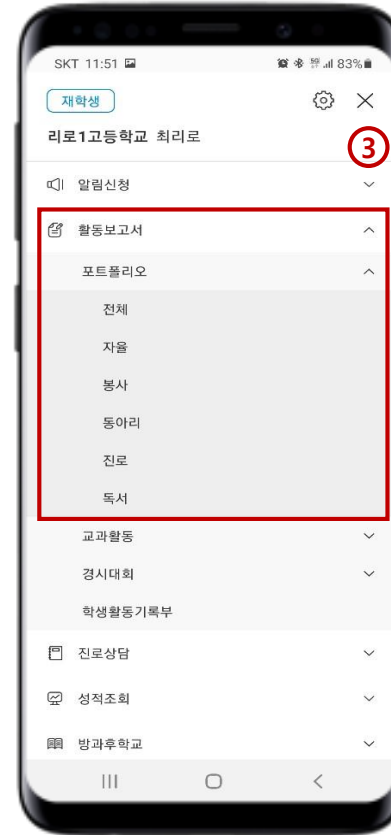 SKT 11:51 83%
재학생
리로1고등학교 최리로
3
알림신청
활동보고서
포트폴리오
전체
자율
봉사
동아리
진로
독서
교과활동
경시대회
학생활동기록부
진로상담
성적조회
방과후학교